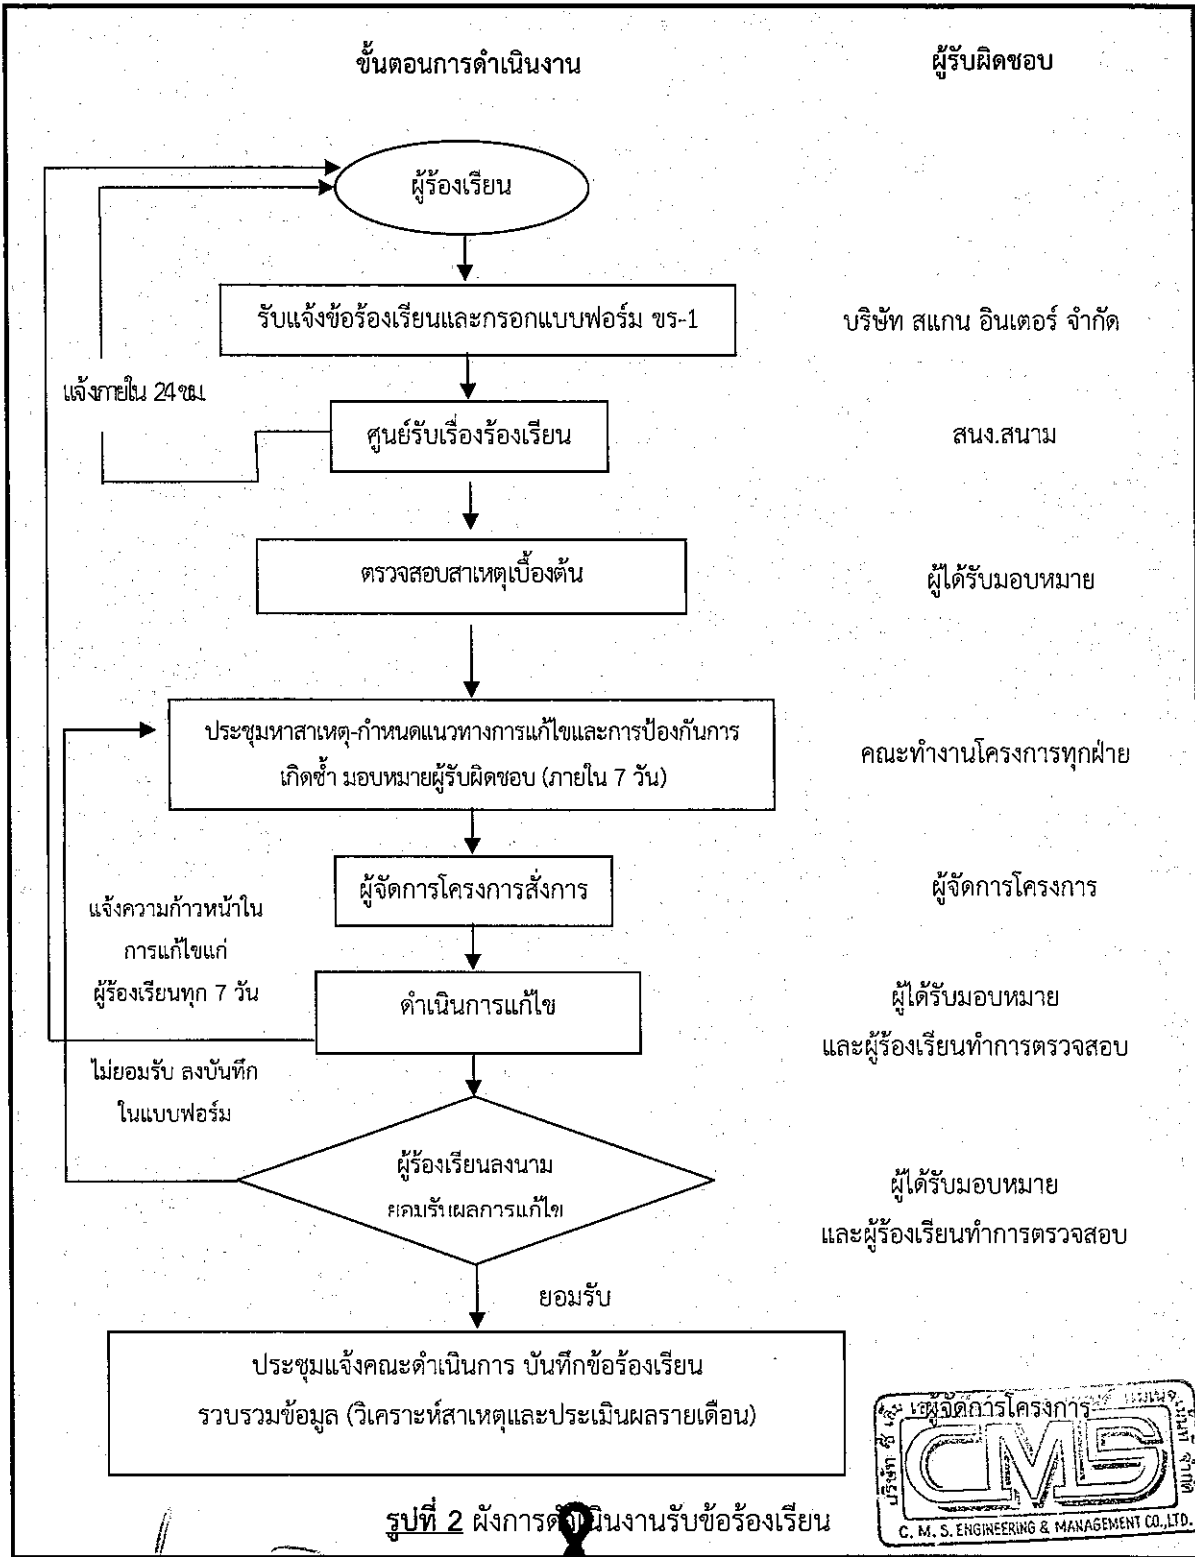 ขั้นตอนการดำเนินงาน
ผู้รับผิดชอบ
ผู้ร้องเรียน
รับแจ้งข้อร้องเรียนและกรอกแบบฟอร์ม ขร-1
บริษัท สแกน อินเตอร์ จำกัด
แจ้งภายใน 24 ชม.
ศูนย์รับเรื่องร้องเรียน
สนง.สนาม
ตรวจสอบสาเหตุเบื้องต้น
ผู้ได้รับมอบหมาย
ประชุมหาสาเหตุ-กำหนดแนวทางการแก้ไขและการป้องกันการ
เกิดซ้ำ มอบหมายผู้รับผิดชอบ (ภายใน 7 วัน)
คณะทำงานโครงการทุกฝ่าย
ผู้จัดการโครงการสั่งการ
ผู้จัดการโครงการ
แจ้งความก้าวหน้าใน
การแก้ไขแก่
ผู้ร้องเรียนทุก 7 วัน
ดำเนินการแก้ไข
ผู้ได้รับมอบหมาย
และผู้ร้องเรียนทำการตรวจสอบ
ไม่ยอมรับ ลงบันทึก
ในแบบฟอร์ม
ผู้ร้องเรียนลงนาม
ยอมรับผลการแก้ไข
ผู้ได้รับมอบหมาย
และผู้ร้องเรียนทำการตรวจสอบ
ยอมรับ
ประชุมแจ้งคณะดำเนินการ บันทึกข้อร้องเรียน
รวบรวมข้อมูล (วิเคราะห์สาเหตุและประเมินผลรายเดือน)
ผู้จัดการโครงการ
CMS
C. M. S. ENGINEERING & MANAGEMENT CO.,LTD.
รูปที่ 2 ผังการดำเนินงานรับข้อร้องเรียน